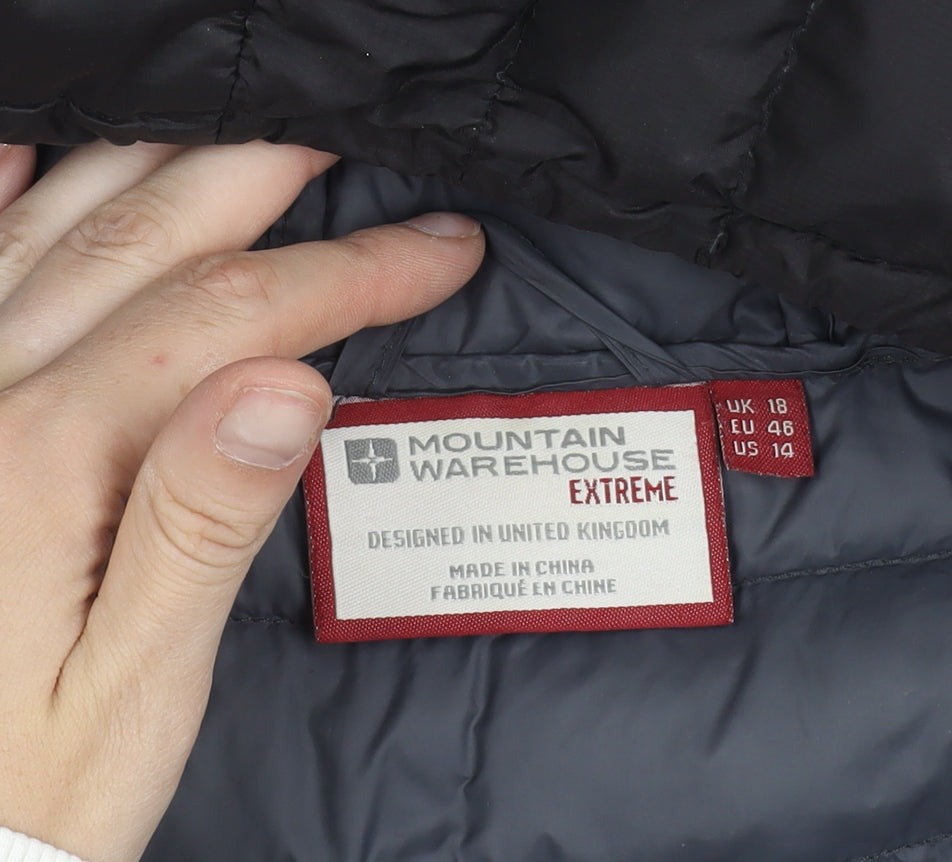 MOUNTAIN
WAREHOUSE
EXTREME
DESIGNED IN UNITED KINGDOM
MADE IN CHINA
FABRIQUÉ EN CHINE
UK 18
EU 46
US 14